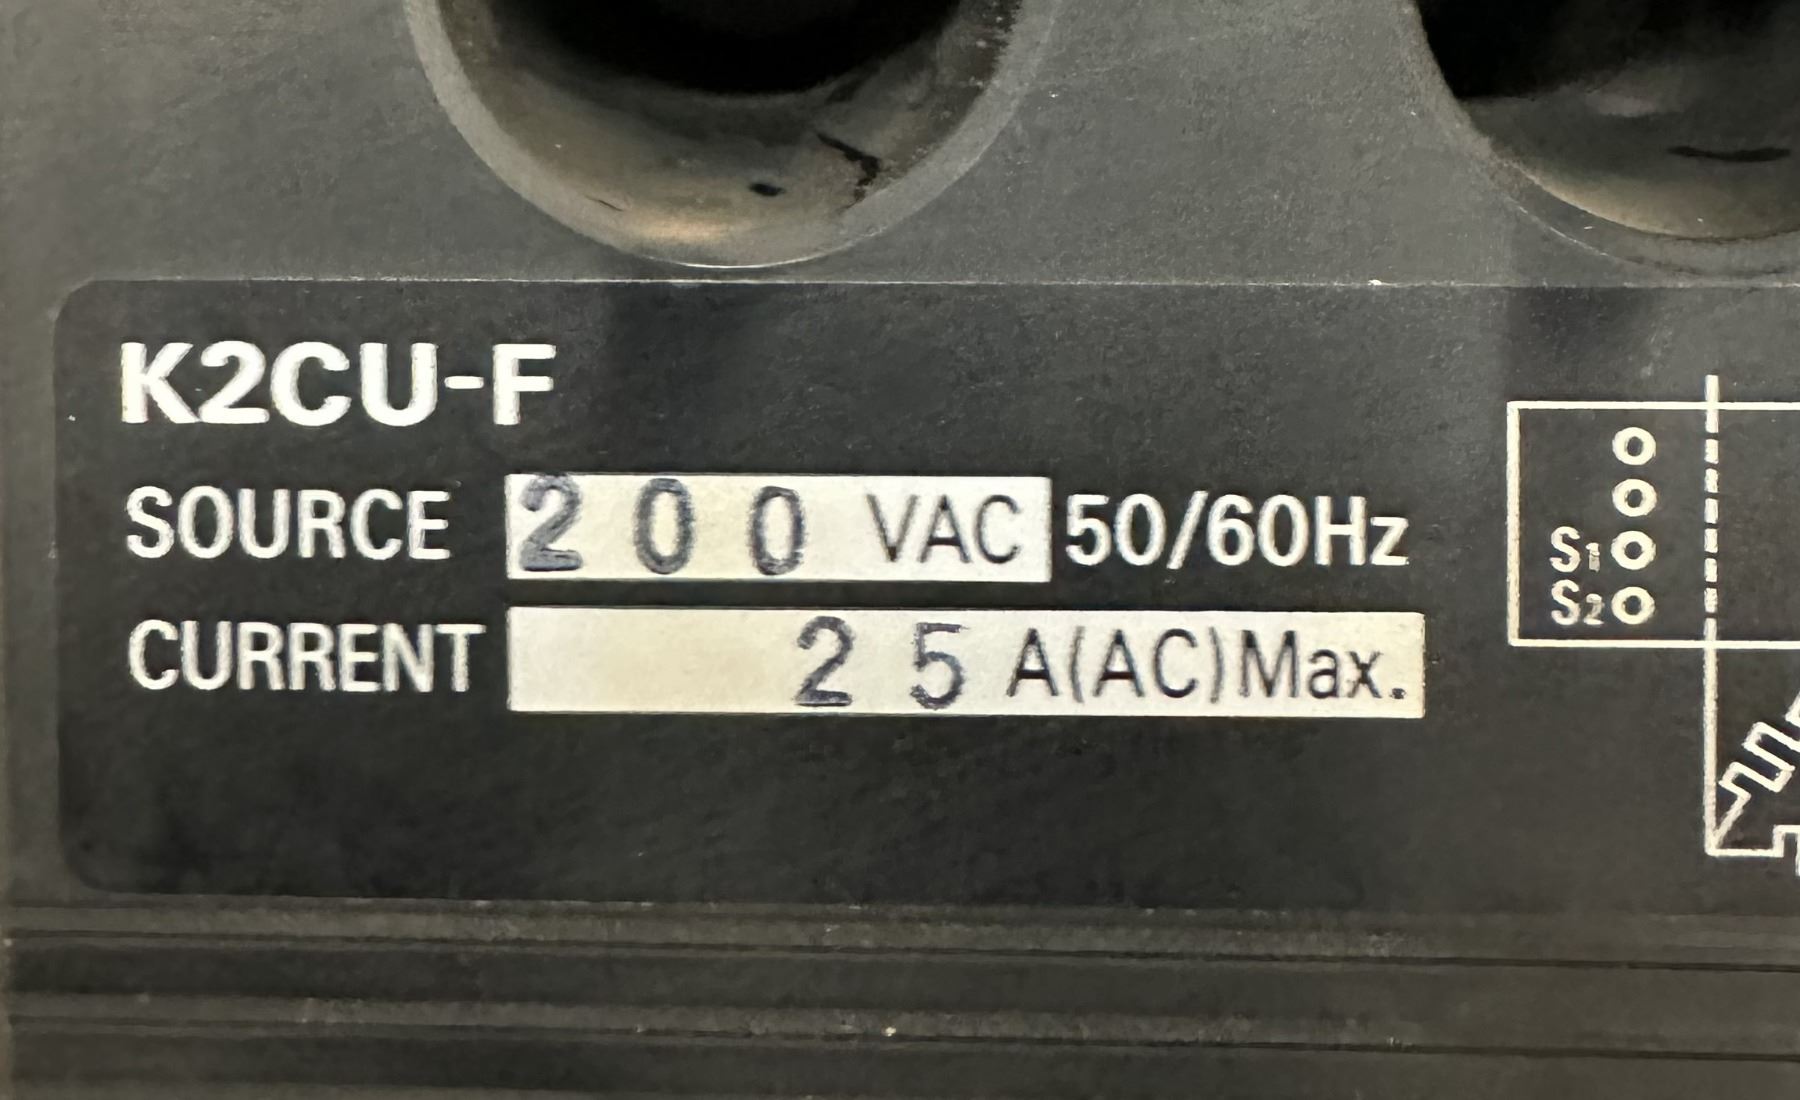 K2CU-F
SOURCE 200 VAC 50/60Hz
CURRENT 25 A(AC)Max.
S1
S2